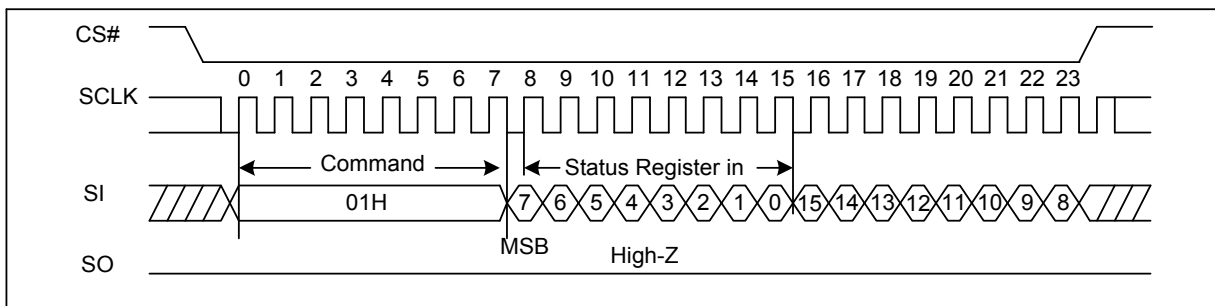 CS#
0 1 2 3 4 5 6 7 8 9 10 11 12 13 14 15 16 17 18 19 20 21 22 23
SCLK
Command Status Register in
SI 01H 7 6 5 4 3 2 1 0 15 14 13 12 11 10 9 8
MSB High-Z
SO